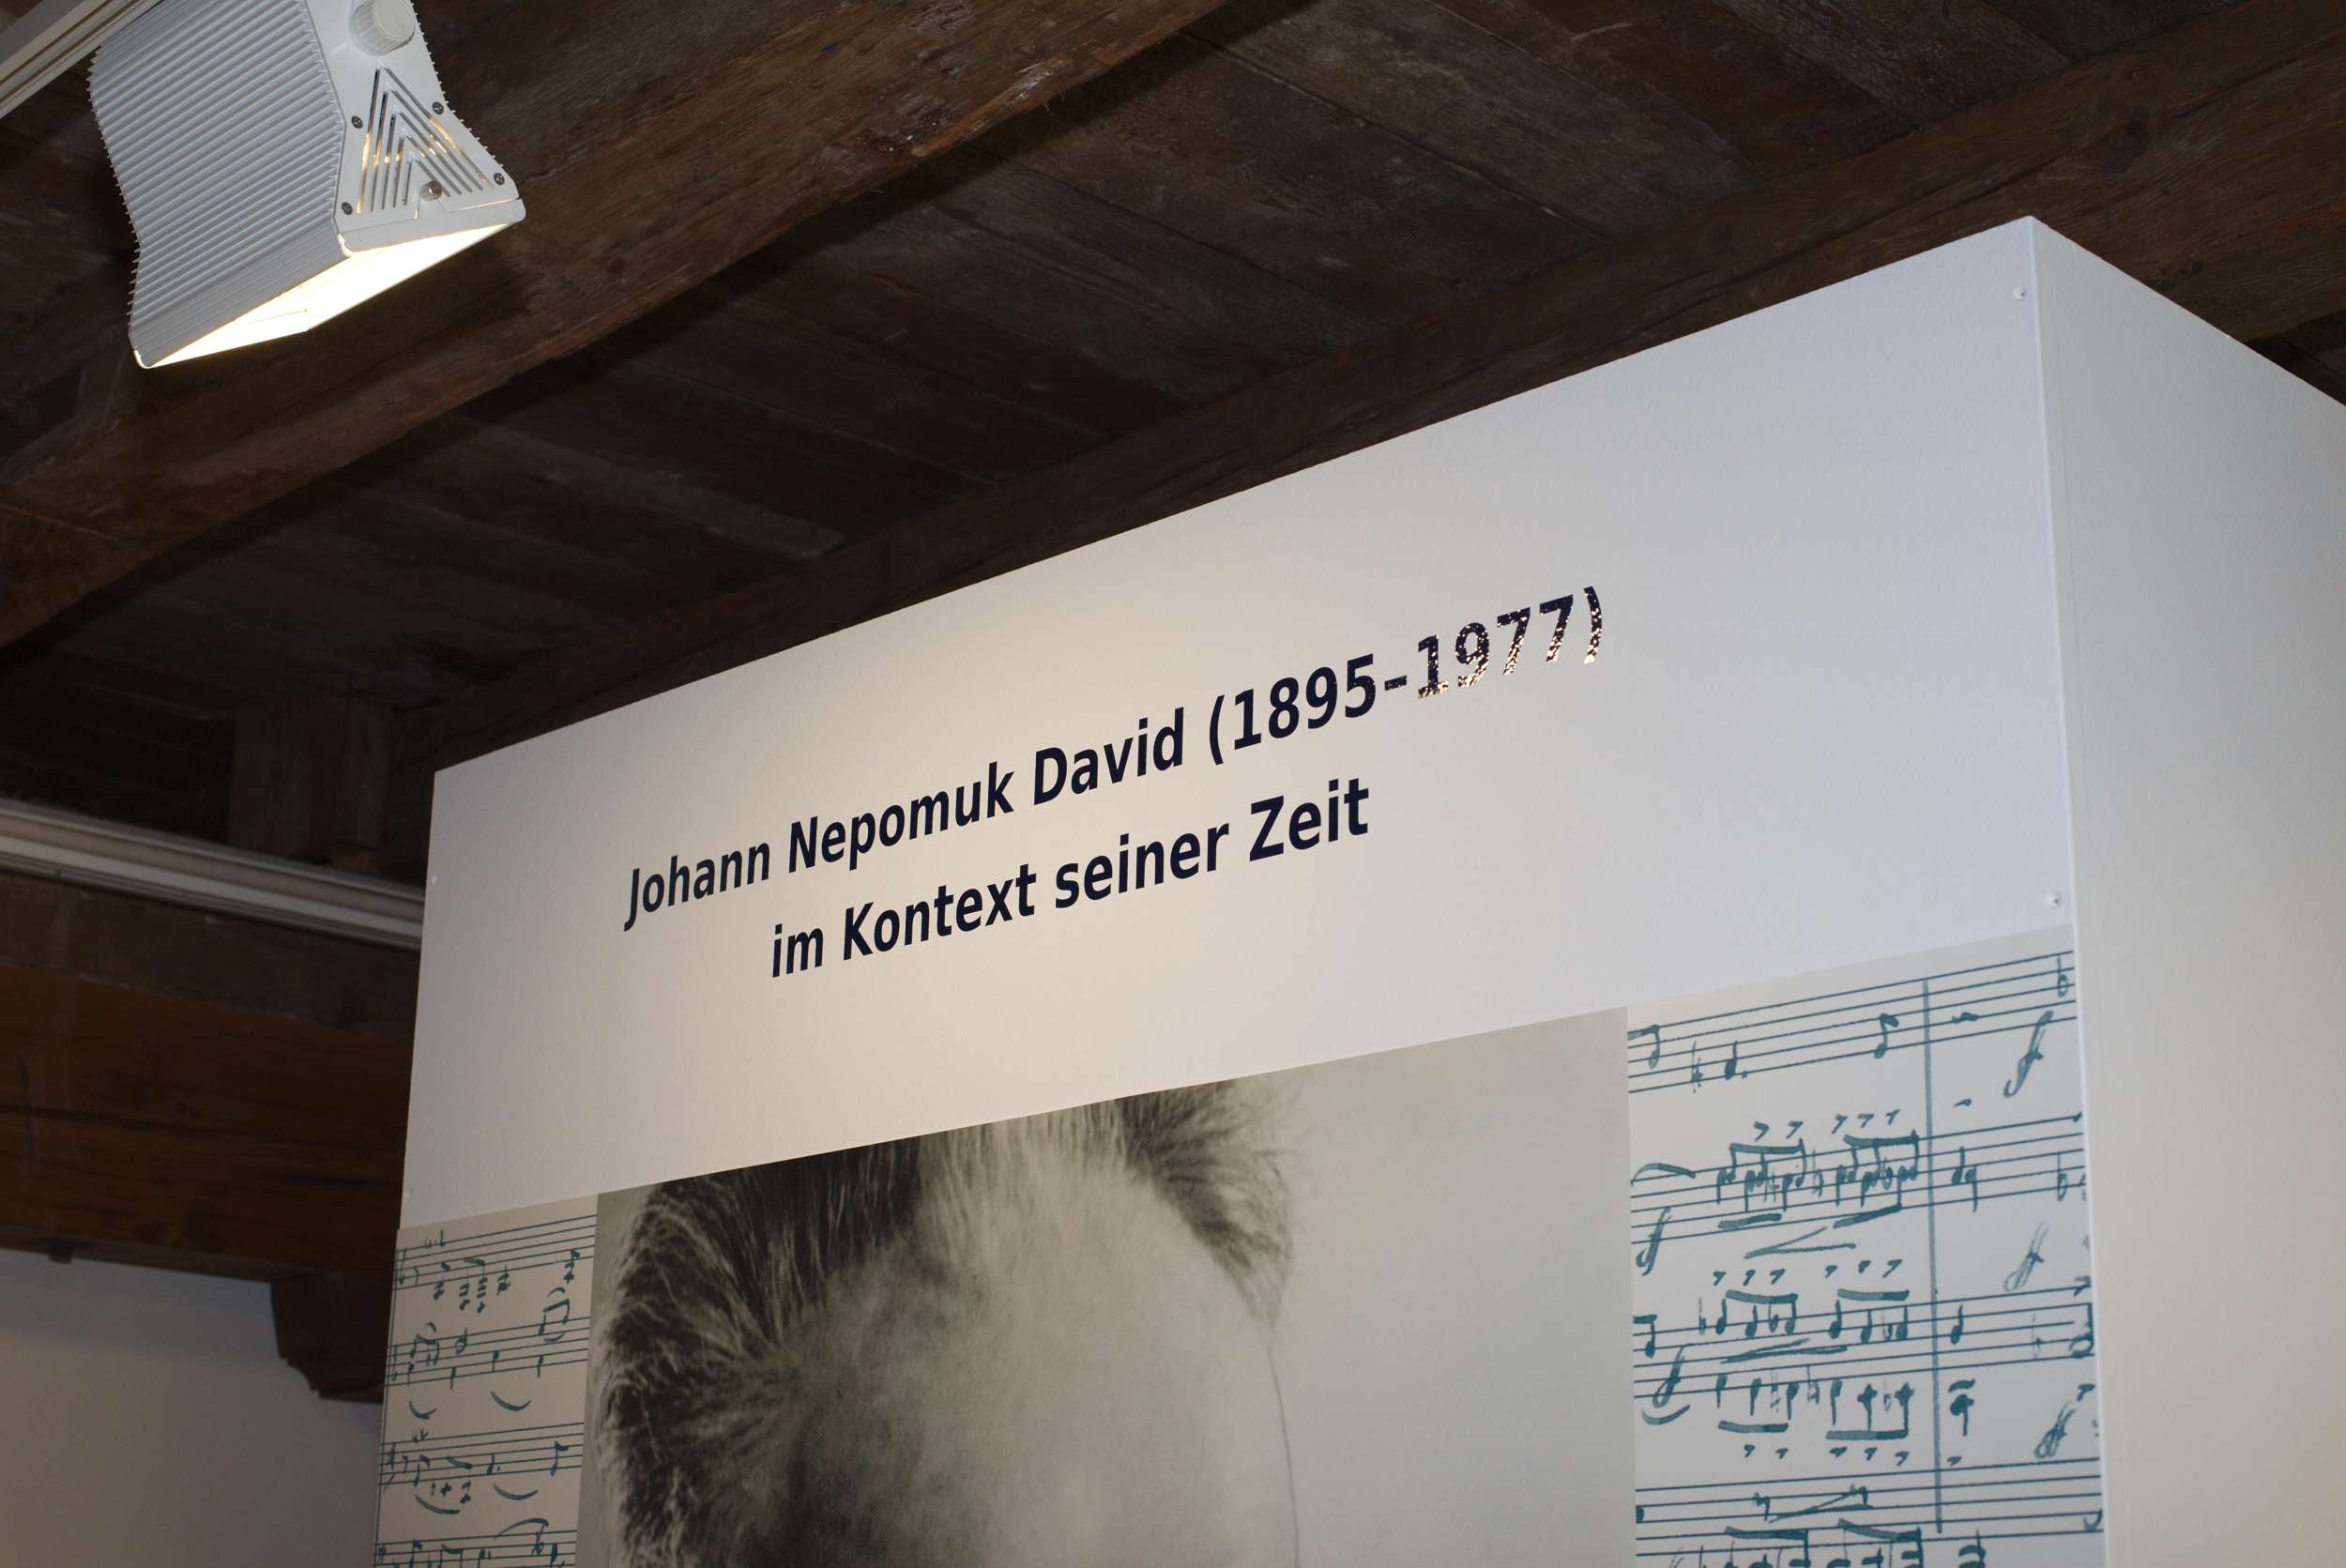 Johann Nepomuk David (1895–1977)
im Kontext seiner Zeit